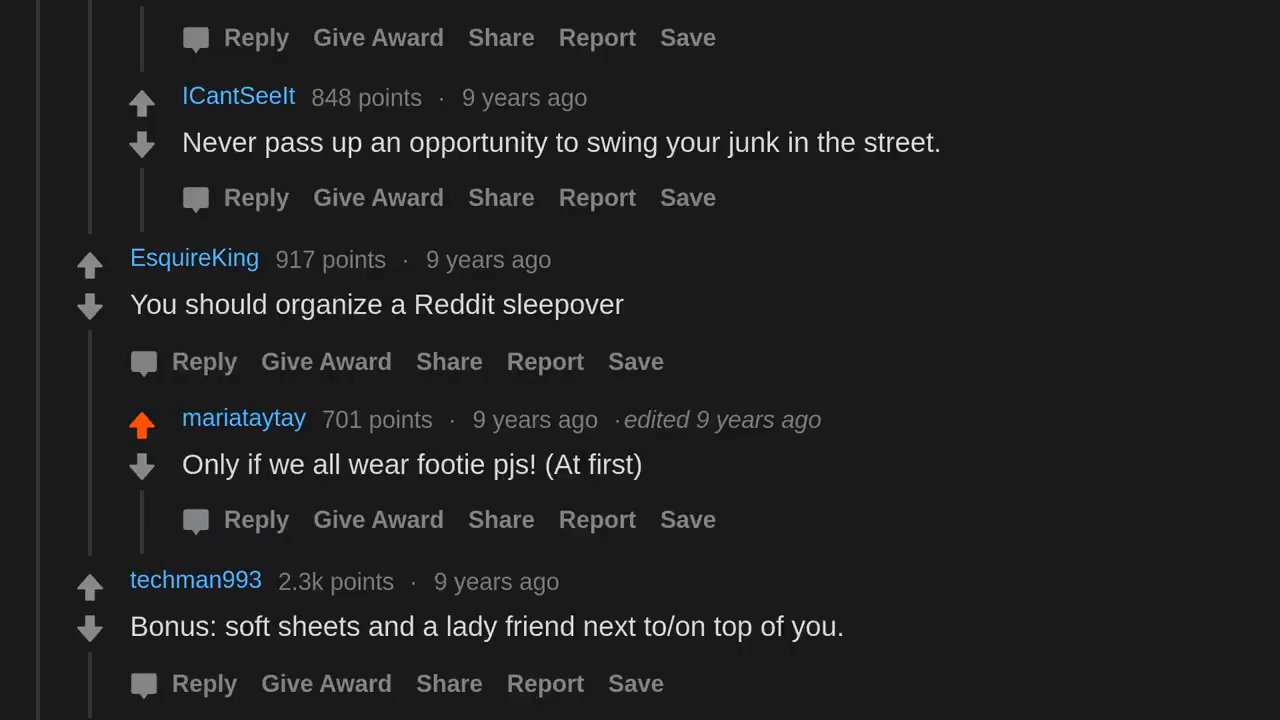 Reply Give Award Share Report Save
ICantSeeIt 848 points · 9 years ago
Never pass up an opportunity to swing your junk in the street.
Reply Give Award Share Report Save
EsquireKing 917 points · 9 years ago
You should organize a Reddit sleepover
Reply Give Award Share Report Save
mariataytay 701 points · 9 years ago · edited 9 years ago
Only if we all wear footie pjs! (At first)
Reply Give Award Share Report Save
techman993 2.3k points · 9 years ago
Bonus: soft sheets and a lady friend next to/on top of you.
Reply Give Award Share Report Save